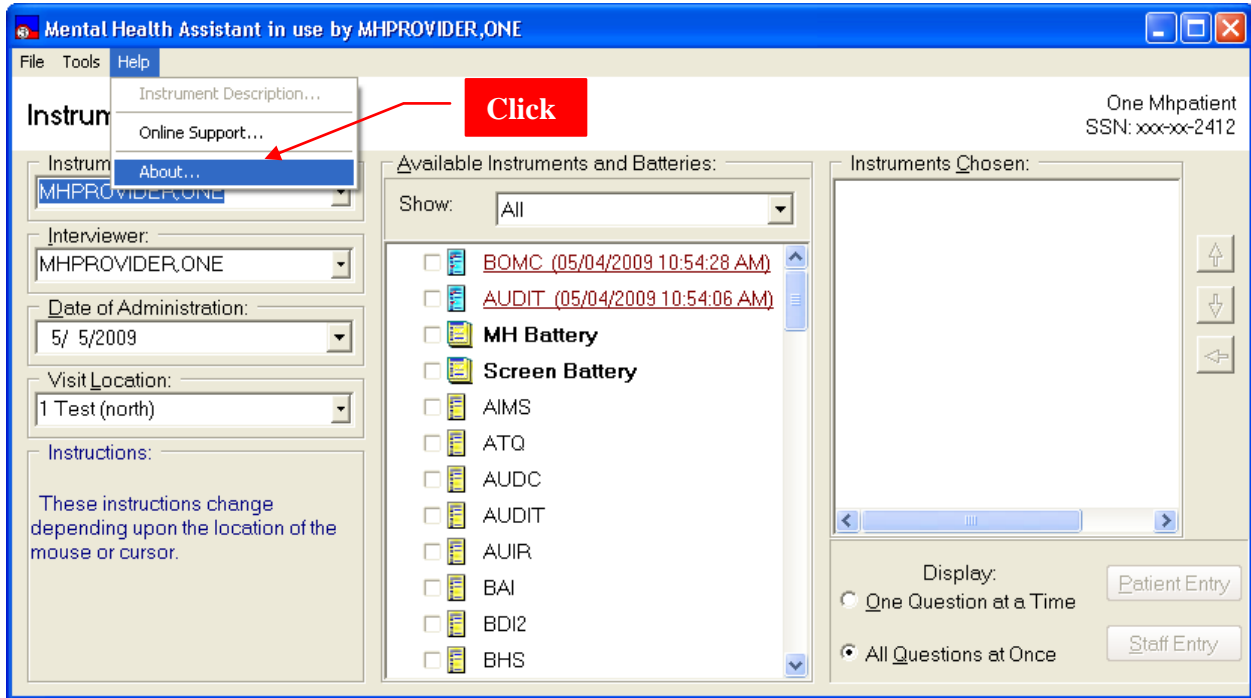 Mental Health Assistant in use by MHPROVIDER,ONE
File Tools Help
Instrument Description...
Online Support...
About...
Click
Instrum
One Mhpatient
SSN: xxx-xx-2412
Instrum
MHPROVIDER,ONE
Interviewer:
MHPROVIDER,ONE
Date of Administration:
5/ 5/2009
Visit Location:
1 Test (north)
Instructions:
These instructions change
depending upon the location of the
mouse or cursor.
Available Instruments and Batteries:
Show: All
BOMC (05/04/2009 10:54:28 AM)
AUDIT (05/04/2009 10:54:06 AM)
MH Battery
Screen Battery
AIMS
ATQ
AUDC
AUDIT
AUIR
BAI
BDI2
BHS
Instruments Chosen:
Display:
One Question at a Time
All Questions at Once
Patient Entry
Staff Entry